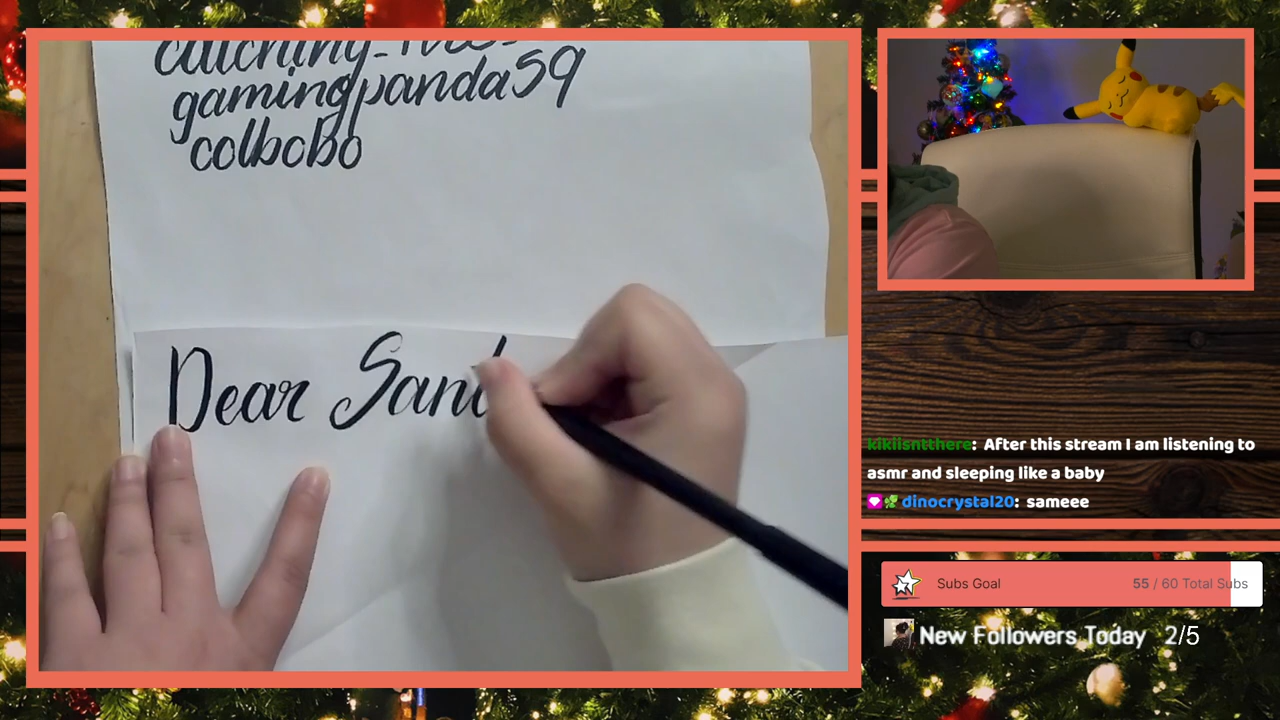 gamingpanda59
colbobo
Dear Sand
kikiisntthere: After this stream I am listening to
asmr and sleeping like a baby
dinocrystal20: sameee
Subs Goal 55 / 60 Total Subs
New Followers Today 2/5